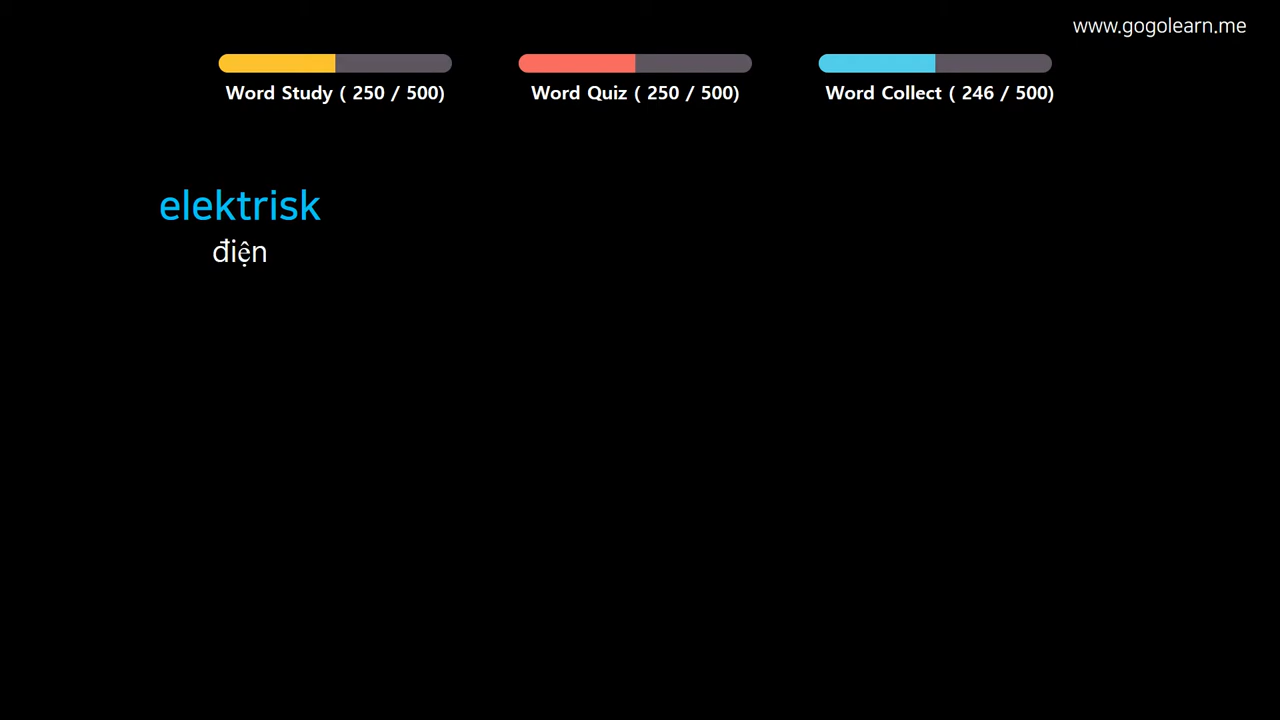 www.gogolearn.me
Word Study ( 250 / 500)
Word Quiz ( 250 / 500)
Word Collect ( 246 / 500)
elektrisk
điện